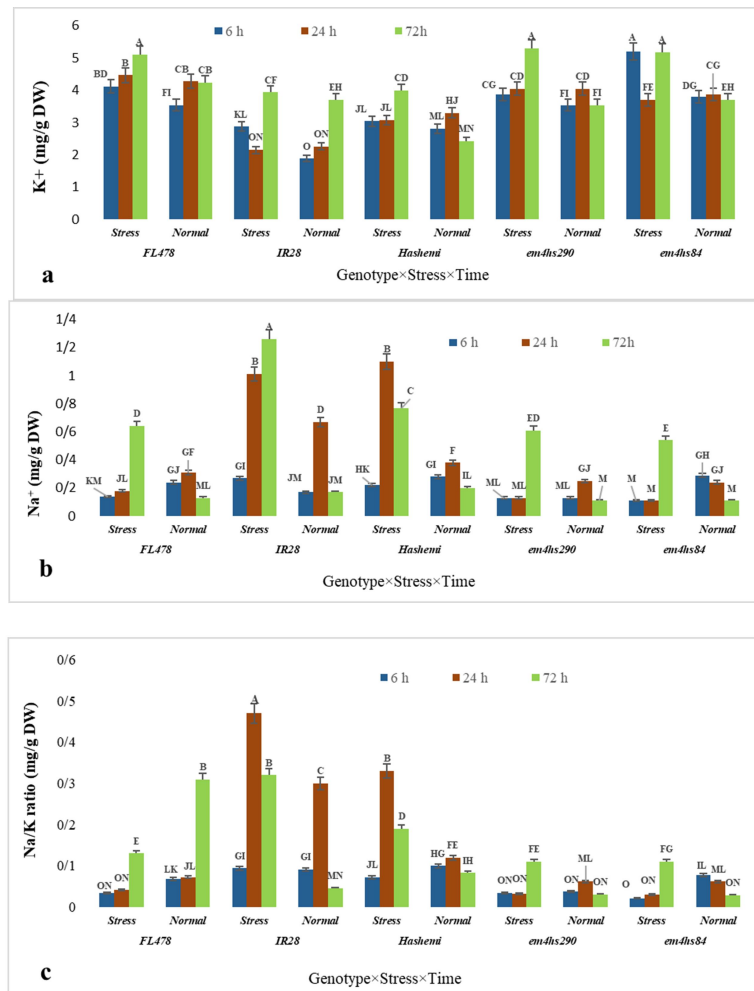 6 h 24 h 72h
6
5
4
3
2
1
0
K+ (mg/g DW)
BD B A FI CB CB KL ON CF O ON EH JL JL CD ML HJ MN CG CD A FI CD FI A FE A DG CG EH
Stress Normal Stress Normal Stress Normal Stress Normal Stress Normal
FL478 IR28 Hashemi em4hs290 em4hs84
a
Genotype×Stress×Time
6 h 24 h 72h
1/4
1/2
1
0/8
0/6
0/4
0/2
0
Na⁺ (mg/g DW)
KM JL D GJ GF ML GI B A JM D JM HK B C GI F IL ML ML ED ML GJ M M M E GH GJ M
Stress Normal Stress Normal Stress Normal Stress Normal Stress Normal
FL478 IR28 Hashemi em4hs290 em4hs84
b
Genotype×Stress×Time
6 h 24 h 72 h
0/6
0/5
0/4
0/3
0/2
0/1
0
Na/K ratio (mg/g DW)
ON ON E LK JL B GI A B GI C MN JL B D HG FE IH ON ON FE ON ML ON O ON FG IL ML ON
Stress Normal Stress Normal Stress Normal Stress Normal Stress Normal
FL478 IR28 Hashemi em4hs290 em4hs84
c
Genotype×Stress×Time